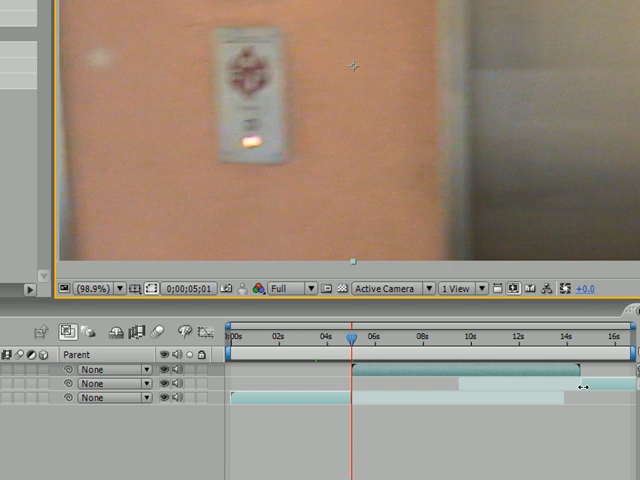 (98.9%) 0;00;05;01 Full Active Camera 1 View +0.0
:00s 02s 04s 06s 08s 10s 12s 14s 16s
Parent
None
None
None